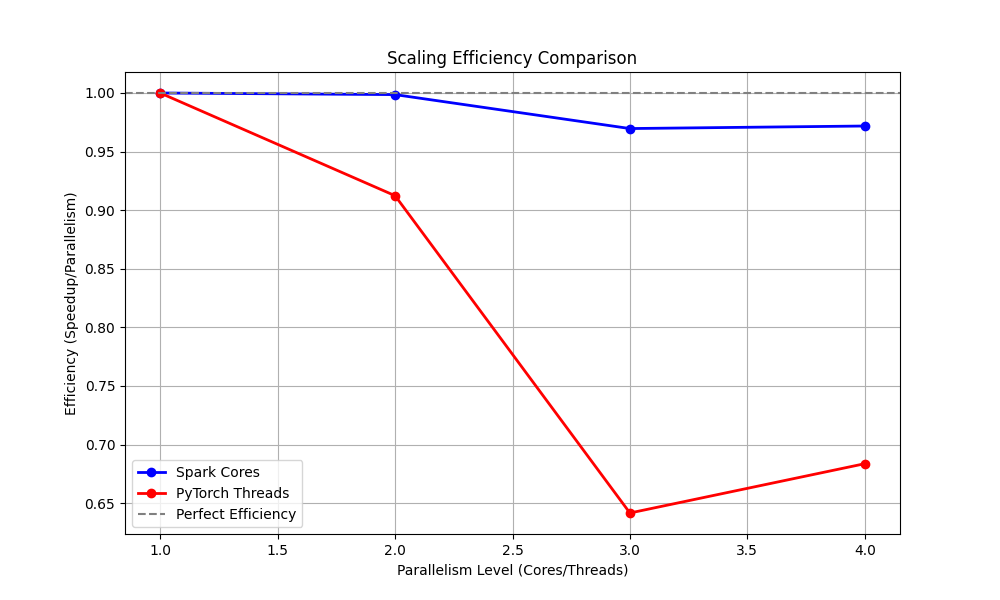 Scaling Efficiency Comparison
Efficiency (Speedup/Parallelism)
1.00
0.95
0.90
0.85
0.80
0.75
0.70
0.65
Spark Cores
PyTorch Threads
Perfect Efficiency
1.0 1.5 2.0 2.5 3.0 3.5 4.0
Parallelism Level (Cores/Threads)